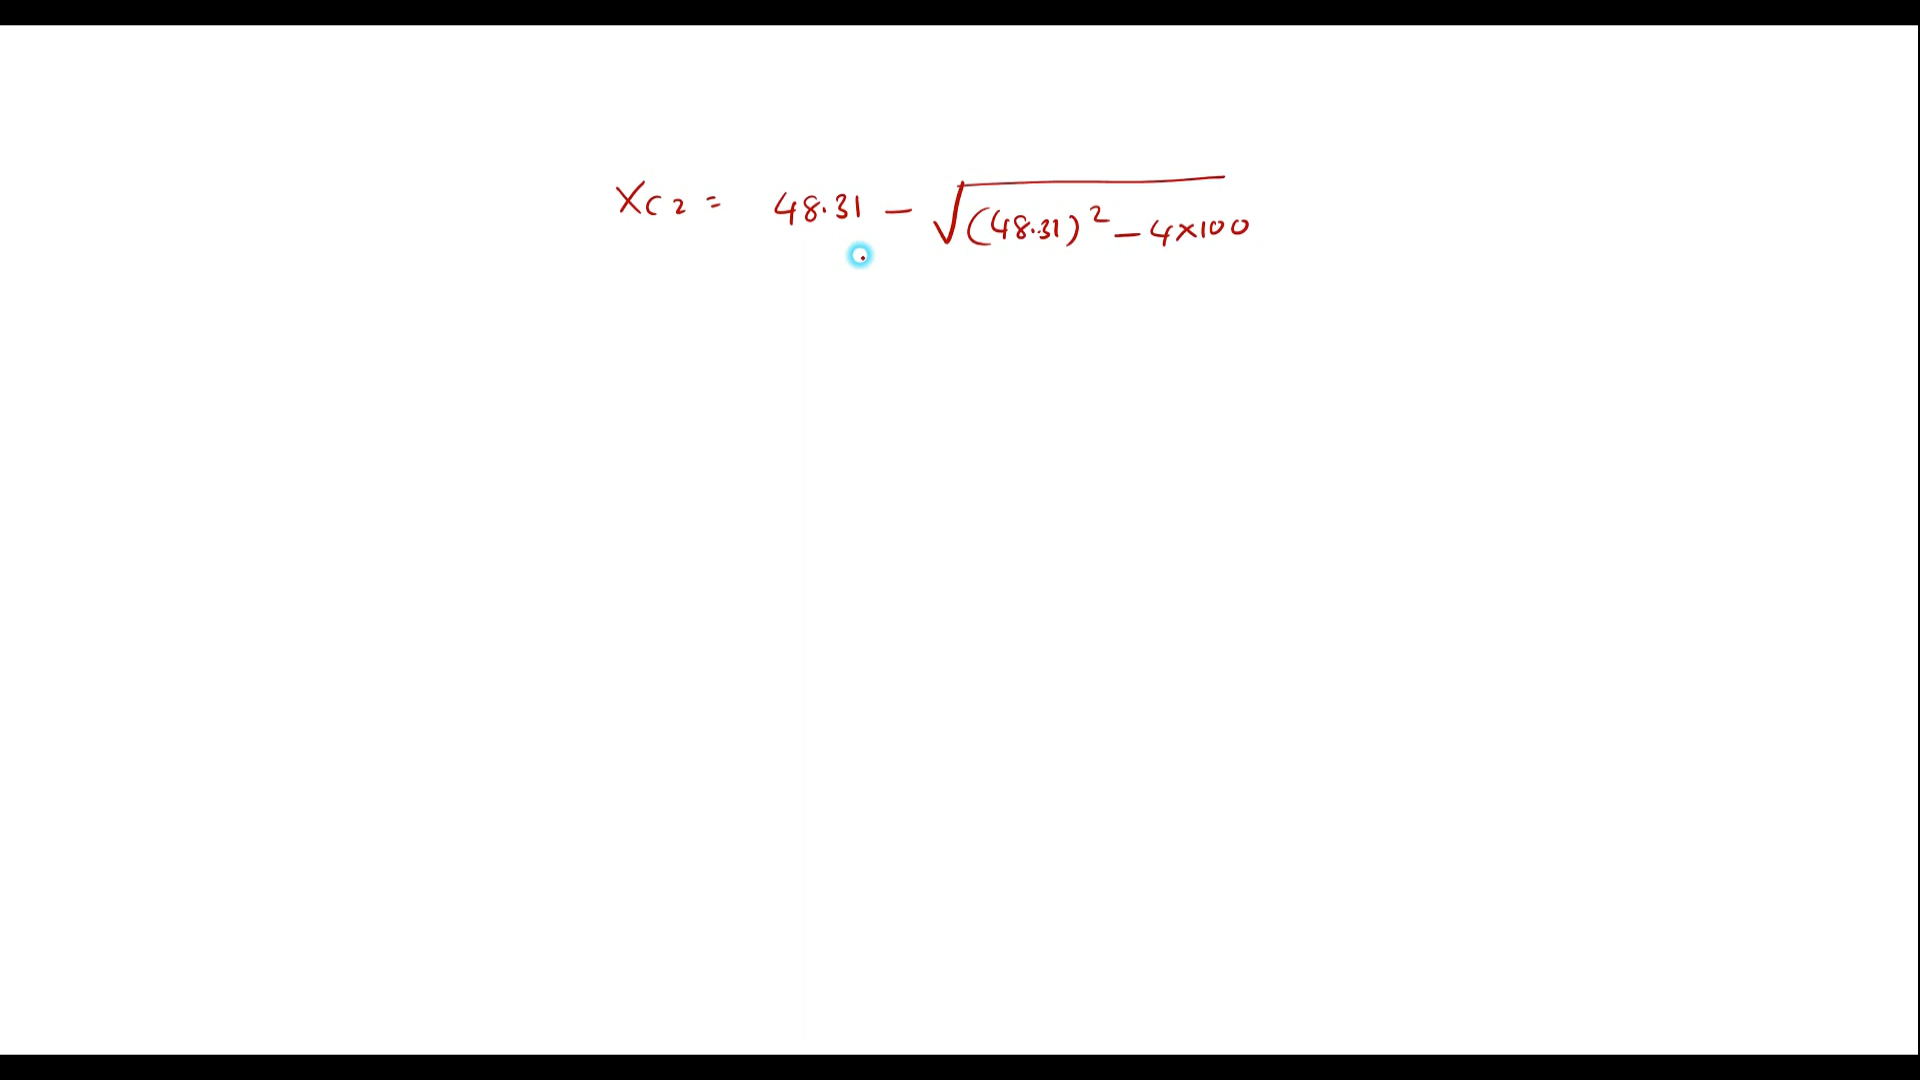 Xc2 = 48.31 - √(48.31)² - 4×100